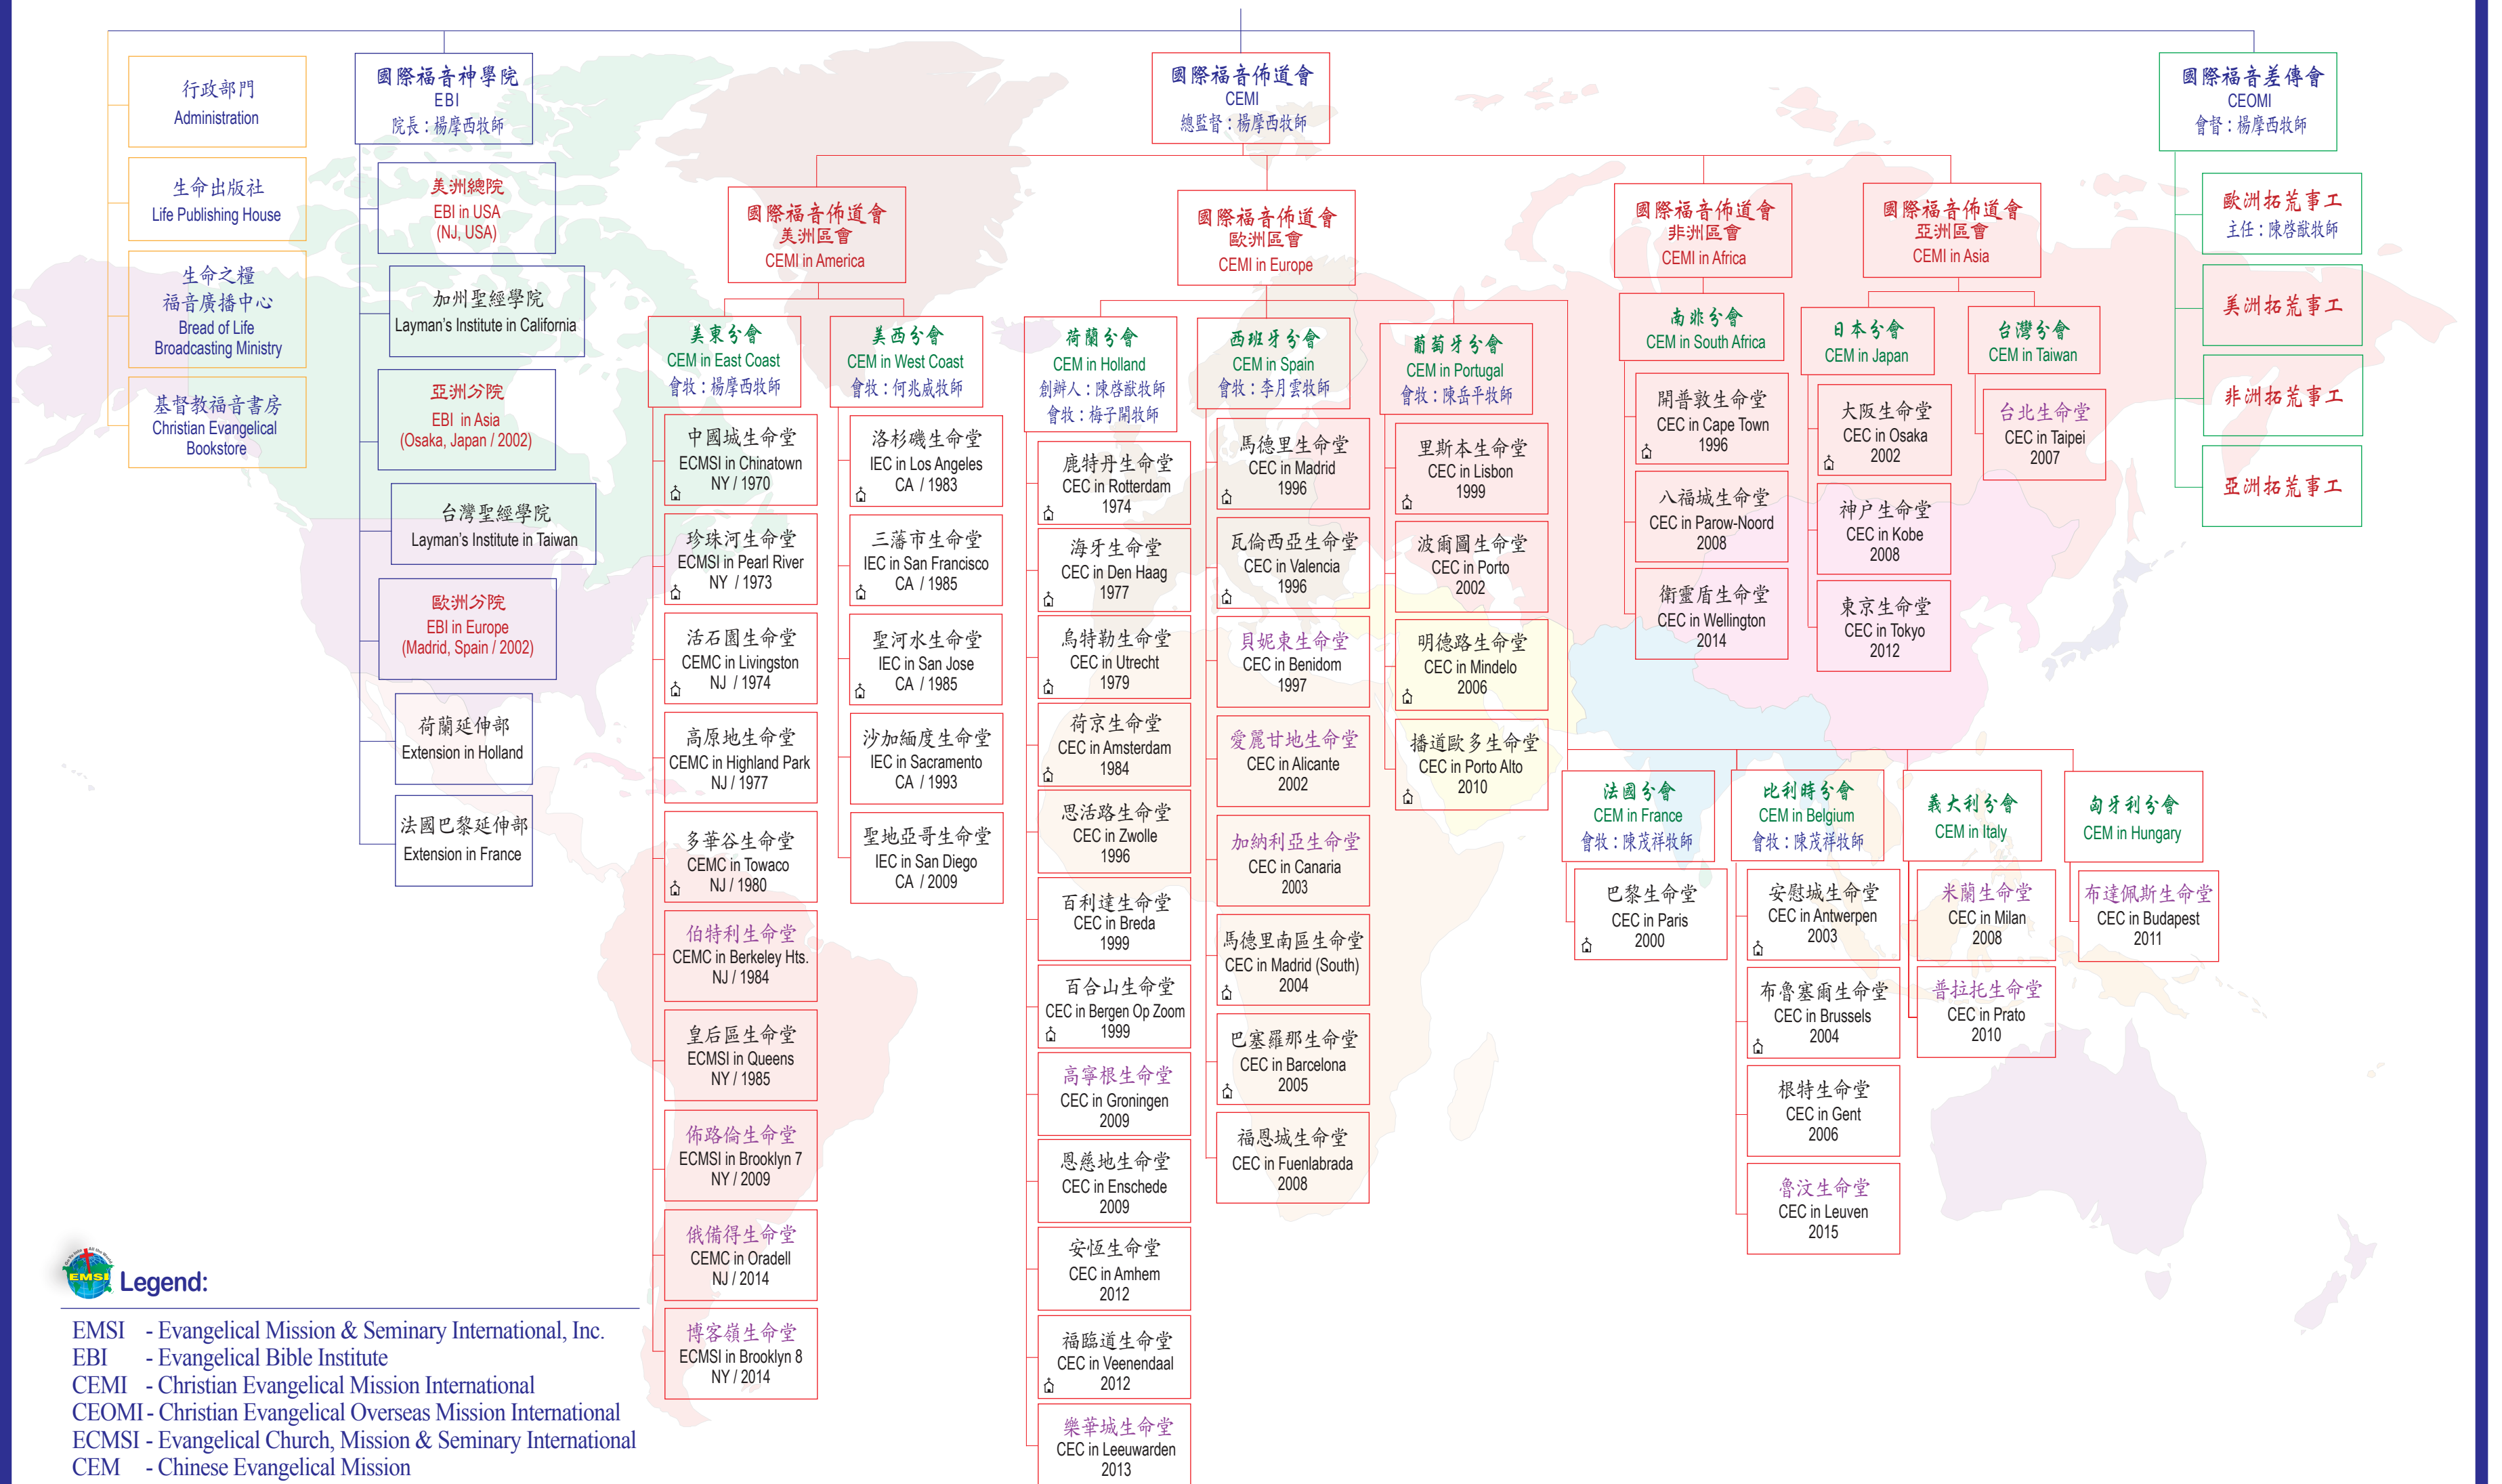 行政部門
Administration
生命出版社
Life Publishing House
生命之糧
福音廣播中心
Bread of Life
Broadcasting Ministry
基督教福音書房
Christian Evangelical
Bookstore
國際福音神學院
EBI
院長：楊摩西牧師
美洲總院
EBI in USA
(NJ, USA)
加州聖經學院
Layman's Institute in California
亞洲分院
EBI in Asia
(Osaka, Japan / 2002)
台灣聖經學院
Layman's Institute in Taiwan
歐洲分院
EBI in Europe
(Madrid, Spain / 2002)
荷蘭延伸部
Extension in Holland
法國巴黎延伸部
Extension in France
國際福音佈道會
CEMI
總監督：楊摩西牧師
國際福音佈道會
美洲區會
CEMI in America
美東分會
CEM in East Coast
會牧：楊摩西牧師
中國城生命堂
ECMSI in Chinatown
NY / 1970
珍珠河生命堂
ECMSI in Pearl River
NY / 1973
活石園生命堂
CEMC in Livingston
NJ / 1974
高原地生命堂
CEMC in Highland Park
NJ / 1977
多華谷生命堂
CEMC in Towaco
NJ / 1980
伯特利生命堂
CEMC in Berkeley Hts.
NJ / 1984
皇后區生命堂
ECMSI in Queens
NY / 1985
佈路倫生命堂
ECMSI in Brooklyn 7
NY / 2009
俄備得生命堂
CEMC in Oradell
NJ / 2014
博客嶺生命堂
ECMSI in Brooklyn 8
NY / 2014
美西分會
CEM in West Coast
會牧：何兆威牧師
洛杉磯生命堂
IEC in Los Angeles
CA / 1983
三藩市生命堂
IEC in San Francisco
CA / 1985
聖河水生命堂
IEC in San Jose
CA / 1985
沙加緬度生命堂
IEC in Sacramento
CA / 1993
聖地亞哥生命堂
IEC in San Diego
CA / 2009
國際福音佈道會
歐洲區會
CEMI in Europe
荷蘭分會
CEM in Holland
創辦人：陳啓猷牧師
會牧：梅子開牧師
鹿特丹生命堂
CEC in Rotterdam
1974
海牙生命堂
CEC in Den Haag
1977
烏特勒生命堂
CEC in Utrecht
1979
荷京生命堂
CEC in Amsterdam
1984
思活路生命堂
CEC in Zwolle
1996
百利達生命堂
CEC in Breda
1999
百合山生命堂
CEC in Bergen Op Zoom
1999
高寧根生命堂
CEC in Groningen
2009
恩慈地生命堂
CEC in Enschede
2009
安恆生命堂
CEC in Arnhem
2012
福臨道生命堂
CEC in Veenendaal
2012
樂華城生命堂
CEC in Leeuwarden
2013
西班牙分會
CEM in Spain
會牧：李月雲牧師
馬德里生命堂
CEC in Madrid
1996
瓦倫西亞生命堂
CEC in Valencia
1996
貝妮東生命堂
CEC in Benidom
1997
愛麗甘地生命堂
CEC in Alicante
2002
加納利亞生命堂
CEC in Canaria
2003
馬德里南區生命堂
CEC in Madrid (South)
2004
巴塞羅那生命堂
CEC in Barcelona
2005
福恩城生命堂
CEC in Fuenlabrada
2008
葡萄牙分會
CEM in Portugal
會牧：陳岳平牧師
里斯本生命堂
CEC in Lisbon
1999
波爾圖生命堂
CEC in Porto
2002
明德路生命堂
CEC in Mindelo
2006
播道歐多生命堂
CEC in Porto Alto
2010
法國分會
CEM in France
會牧：陳茂祥牧師
巴黎生命堂
CEC in Paris
2000
比利時分會
CEM in Belgium
會牧：陳茂祥牧師
安慰城生命堂
CEC in Antwerpen
2003
布魯塞爾生命堂
CEC in Brussels
2004
根特生命堂
CEC in Gent
2006
魯汶生命堂
CEC in Leuven
2015
義大利分會
CEM in Italy
米蘭生命堂
CEC in Milan
2008
普拉托生命堂
CEC in Prato
2010
匈牙利分會
CEM in Hungary
布達佩斯生命堂
CEC in Budapest
2011
國際福音佈道會
非洲區會
CEMI in Africa
南非分會
CEM in South Africa
開普敦生命堂
CEC in Cape Town
1996
八福城生命堂
CEC in Parow-Noord
2008
衛靈盾生命堂
CEC in Wellington
2014
國際福音佈道會
亞洲區會
CEMI in Asia
日本分會
CEM in Japan
大阪生命堂
CEC in Osaka
2002
神户生命堂
CEC in Kobe
2008
東京生命堂
CEC in Tokyo
2012
台灣分會
CEM in Taiwan
台北生命堂
CEC in Taipei
2007
國際福音差傳會
CEOMI
會督：楊摩西牧師
歐洲拓荒事工
主任：陳啓猷牧師
美洲拓荒事工
非洲拓荒事工
亞洲拓荒事工
EMSI
Legend:
EMSI - Evangelical Mission & Seminary International, Inc.
EBI - Evangelical Bible Institute
CEMI - Christian Evangelical Mission International
CEOMI - Christian Evangelical Overseas Mission International
ECMSI - Evangelical Church, Mission & Seminary International
CEM - Chinese Evangelical Mission